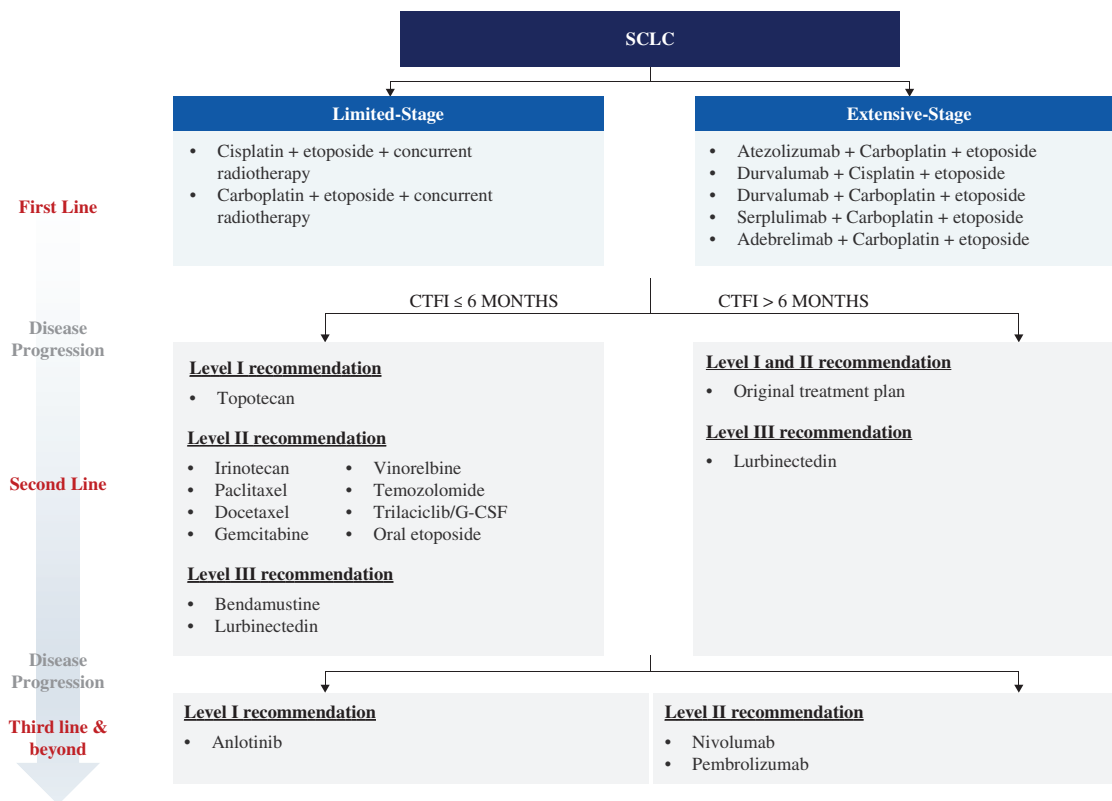 SCLC
Limited-Stage
• Cisplatin + etoposide + concurrent
radiotherapy
• Carboplatin + etoposide + concurrent
radiotherapy
Extensive-Stage
• Atezolizumab + Carboplatin + etoposide
• Durvalumab + Cisplatin + etoposide
• Durvalumab + Carboplatin + etoposide
• Serplulimab + Carboplatin + etoposide
• Adebrelimab + Carboplatin + etoposide
First Line
CTFI ≤ 6 MONTHS
CTFI > 6 MONTHS
Disease
Progression
Level I recommendation
• Topotecan
Level II recommendation
• Irinotecan
• Paclitaxel
• Docetaxel
• Gemcitabine
• Vinorelbine
• Temozolomide
• Trilaciclib/G-CSF
• Oral etoposide
Level III recommendation
• Bendamustine
• Lurbinectedin
Level I and II recommendation
• Original treatment plan
Level III recommendation
• Lurbinectedin
Second Line
Disease
Progression
Third line &
beyond
Level I recommendation
• Anlotinib
Level II recommendation
• Nivolumab
• Pembrolizumab